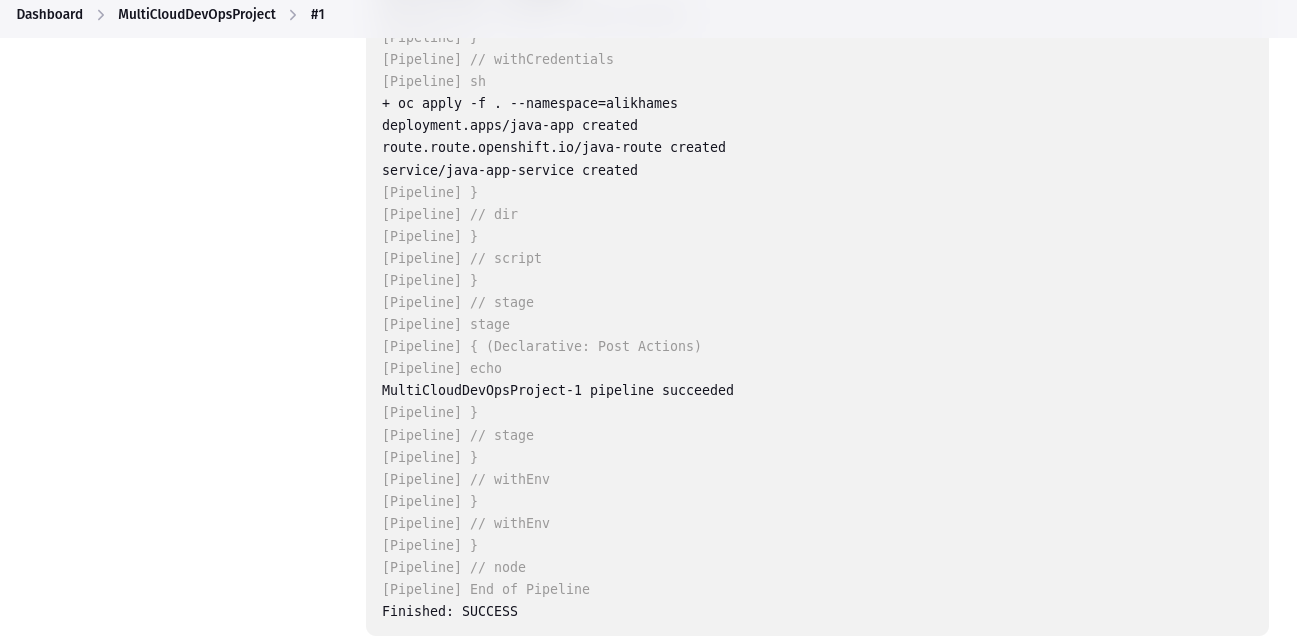 Dashboard > MultiCloudDevOpsProject > #1
[Pipeline] }
[Pipeline] // withCredentials
[Pipeline] sh
+ oc apply -f . --namespace=alikhames
deployment.apps/java-app created
route.route.openshift.io/java-route created
service/java-app-service created
[Pipeline] }
[Pipeline] // dir
[Pipeline] }
[Pipeline] // script
[Pipeline] }
[Pipeline] // stage
[Pipeline] stage
[Pipeline] { (Declarative: Post Actions)
[Pipeline] echo
MultiCloudDevOpsProject-1 pipeline succeeded
[Pipeline] }
[Pipeline] // stage
[Pipeline] }
[Pipeline] // withEnv
[Pipeline] }
[Pipeline] // withEnv
[Pipeline] }
[Pipeline] // node
[Pipeline] End of Pipeline
Finished: SUCCESS